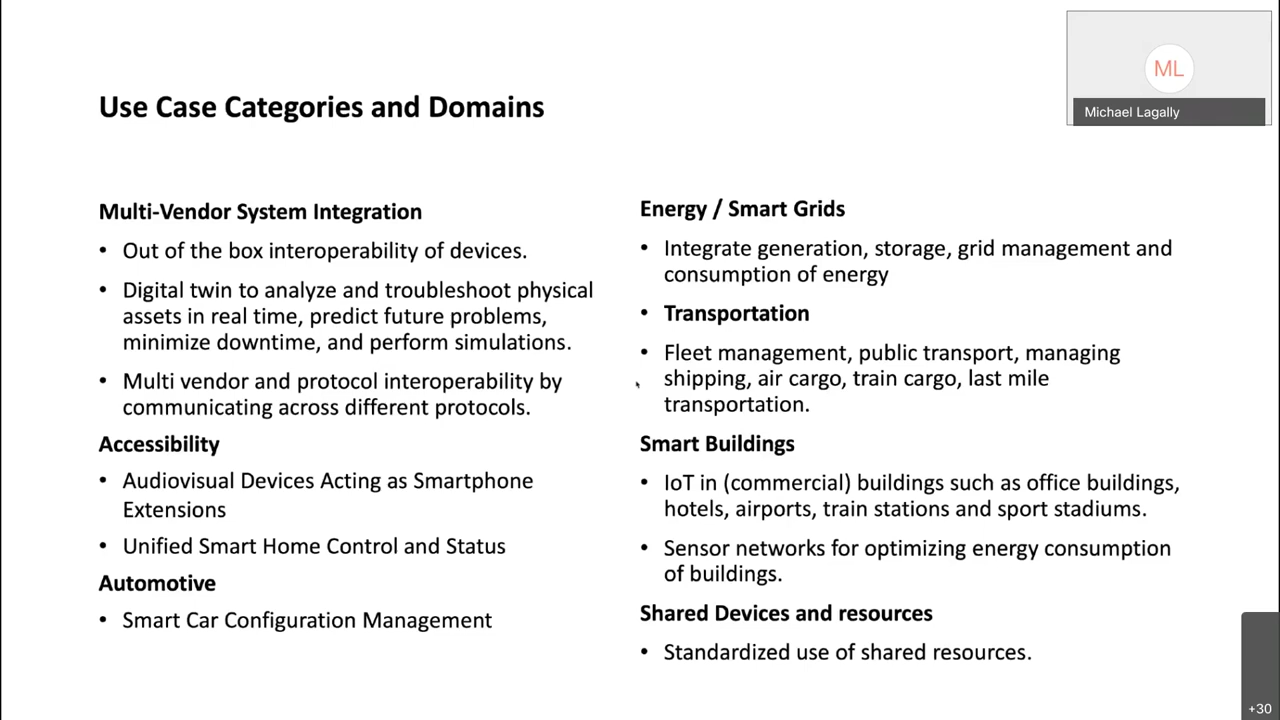 ML
Michael Lagally
Use Case Categories and Domains
Multi-Vendor System Integration
• Out of the box interoperability of devices.
• Digital twin to analyze and troubleshoot physical
assets in real time, predict future problems,
minimize downtime, and perform simulations.
• Multi vendor and protocol interoperability by
communicating across different protocols.
Accessibility
• Audiovisual Devices Acting as Smartphone
Extensions
• Unified Smart Home Control and Status
Automotive
• Smart Car Configuration Management
Energy / Smart Grids
• Integrate generation, storage, grid management and
consumption of energy
• Transportation
• Fleet management, public transport, managing
shipping, air cargo, train cargo, last mile
transportation.
Smart Buildings
• IoT in (commercial) buildings such as office buildings,
hotels, airports, train stations and sport stadiums.
• Sensor networks for optimizing energy consumption
of buildings.
Shared Devices and resources
• Standardized use of shared resources.
+30